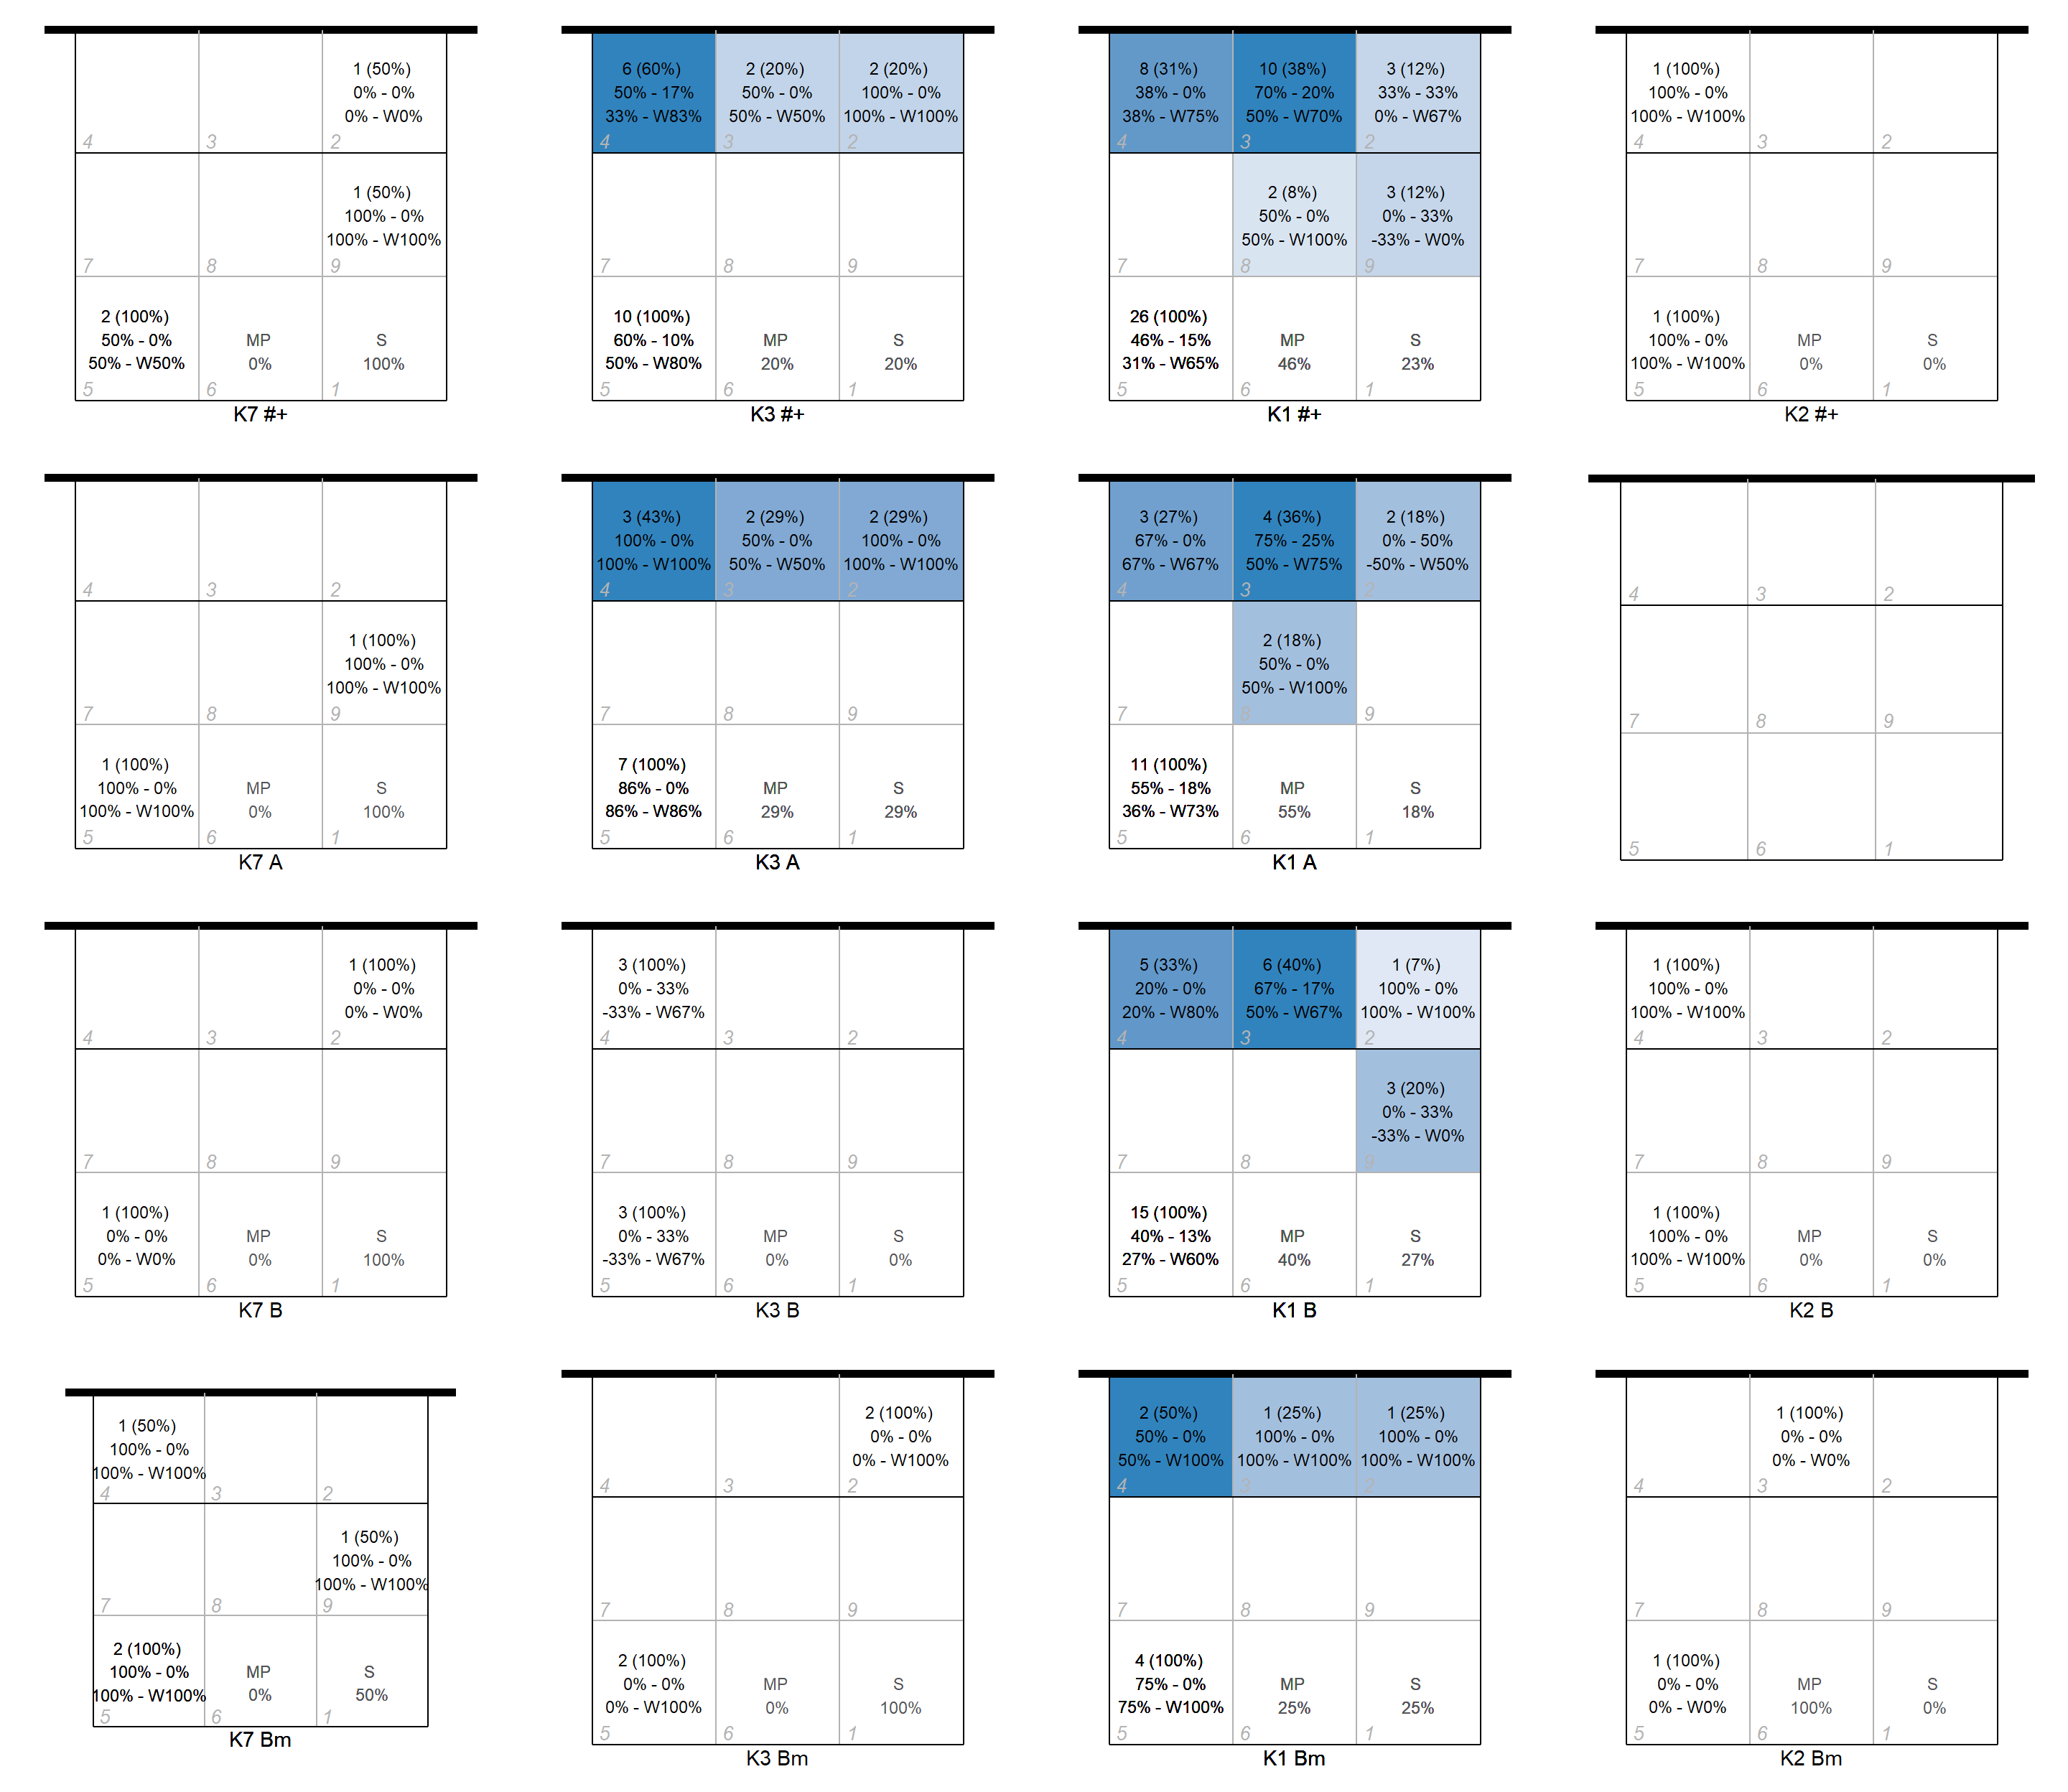 1 (50%)
0% - 0%
0% - W0%
4
3
2
1 (50%)
100% - 0%
100% - W100%
7
8
9
2 (100%)
50% - 0%
50% - W50%
MP
0%
S
100%
5
6
1
K7 #+
6 (60%)
50% - 17%
33% - W83%
2 (20%)
50% - 0%
50% - W50%
2 (20%)
100% - 0%
100% - W100%
4
3
2
7
8
9
10 (100%)
60% - 10%
50% - W80%
MP
20%
S
20%
5
6
1
K3 #+
8 (31%)
38% - 0%
38% - W75%
10 (38%)
70% - 20%
50% - W70%
3 (12%)
33% - 33%
0% - W67%
4
3
2
2 (8%)
50% - 0%
50% - W100%
3 (12%)
0% - 33%
-33% - W0%
7
8
9
26 (100%)
46% - 15%
31% - W65%
MP
46%
S
23%
5
6
1
K1 #+
1 (100%)
100% - 0%
100% - W100%
4
3
2
7
8
9
1 (100%)
100% - 0%
100% - W100%
MP
0%
S
0%
5
6
1
K2 #+
4
3
2
1 (100%)
100% - 0%
100% - W100%
7
8
9
1 (100%)
100% - 0%
100% - W100%
MP
0%
S
100%
5
6
1
K7 A
3 (43%)
100% - 0%
100% - W100%
2 (29%)
50% - 0%
50% - W50%
2 (29%)
100% - 0%
100% - W100%
4
3
2
7
8
9
7 (100%)
86% - 0%
86% - W86%
MP
29%
S
29%
5
6
1
K3 A
3 (27%)
67% - 0%
67% - W67%
4 (36%)
75% - 25%
50% - W75%
2 (18%)
0% - 50%
-50% - W50%
4
3
2
2 (18%)
50% - 0%
50% - W100%
7
8
9
11 (100%)
55% - 18%
36% - W73%
MP
55%
S
18%
5
6
1
K1 A
4
3
2
7
8
9
5
6
1
1 (100%)
0% - 0%
0% - W0%
4
3
2
7
8
9
1 (100%)
0% - 0%
0% - W0%
MP
0%
S
100%
5
6
1
K7 B
3 (100%)
0% - 33%
-33% - W67%
4
3
2
7
8
9
3 (100%)
0% - 33%
-33% - W67%
MP
0%
S
0%
5
6
1
K3 B
5 (33%)
20% - 0%
20% - W80%
6 (40%)
67% - 17%
50% - W67%
1 (7%)
100% - 0%
100% - W100%
4
3
2
3 (20%)
0% - 33%
-33% - W0%
7
8
9
15 (100%)
40% - 13%
27% - W60%
MP
40%
S
27%
5
6
1
K1 B
1 (100%)
100% - 0%
100% - W100%
4
3
2
7
8
9
1 (100%)
100% - 0%
100% - W100%
MP
0%
S
0%
5
6
1
K2 B
1 (50%)
100% - 0%
100% - W100%
4
3
2
1 (50%)
100% - 0%
100% - W100%
7
8
9
2 (100%)
100% - 0%
100% - W100%
MP
0%
S
50%
5
6
1
K7 Bm
2 (100%)
0% - 0%
0% - W100%
4
3
2
7
8
9
2 (100%)
0% - 0%
0% - W100%
MP
0%
S
100%
5
6
1
K3 Bm
2 (50%)
50% - 0%
50% - W100%
1 (25%)
100% - 0%
100% - W100%
1 (25%)
100% - 0%
100% - W100%
4
3
2
7
8
9
4 (100%)
75% - 0%
75% - W100%
MP
25%
S
25%
5
6
1
K1 Bm
1 (100%)
0% - 0%
0% - W0%
4
3
2
7
8
9
1 (100%)
0% - 0%
0% - W0%
MP
100%
S
0%
5
6
1
K2 Bm